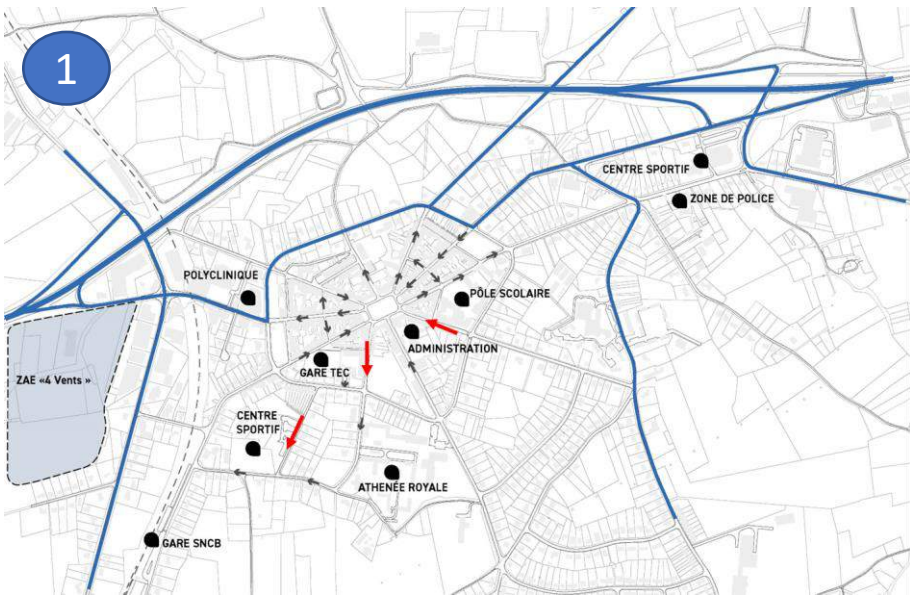 1
CENTRE SPORTIF
ZONE DE POLICE
POLYCLINIQUE
PÔLE SCOLAIRE
ADMINISTRATION
GARE TEC
ZAE «4 Vents »
CENTRE
SPORTIF
ATHENÉE ROYALE
GARE SNCB